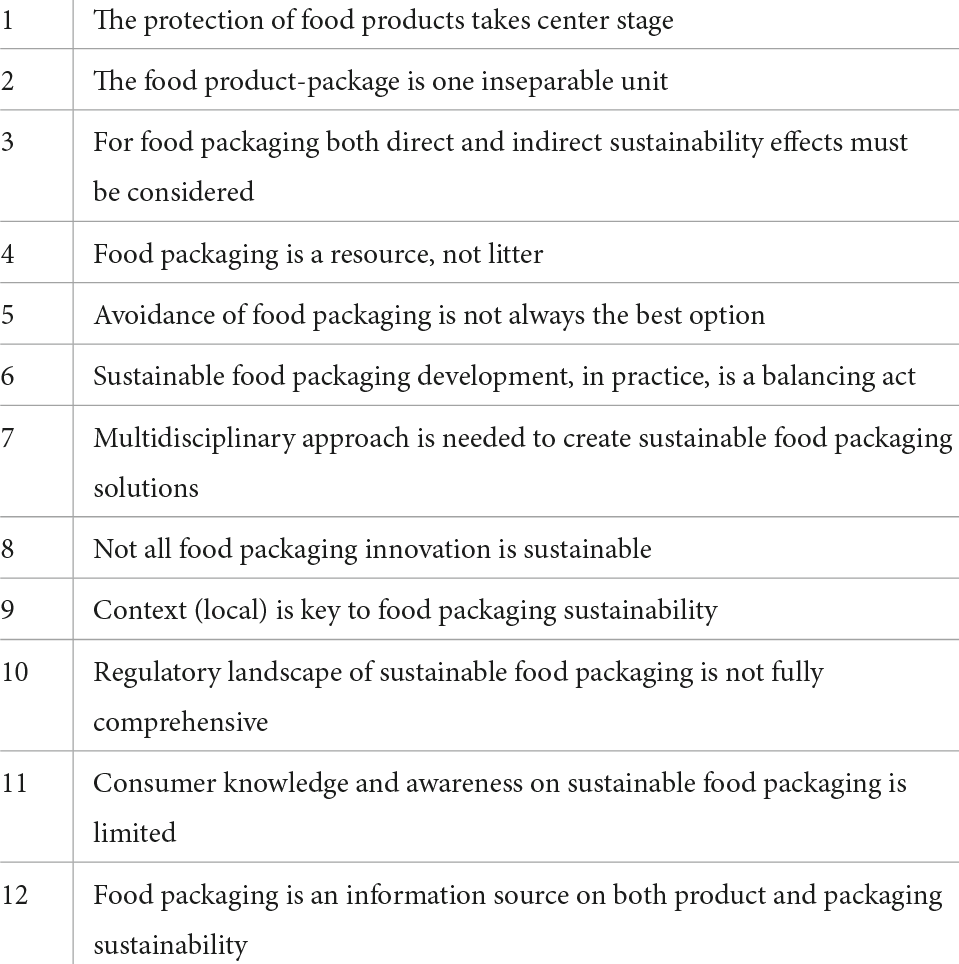 1 The protection of food products takes center stage
2 The food product-package is one inseparable unit
3 For food packaging both direct and indirect sustainability effects must
be considered
4 Food packaging is a resource, not litter
5 Avoidance of food packaging is not always the best option
6 Sustainable food packaging development, in practice, is a balancing act
7 Multidisciplinary approach is needed to create sustainable food packaging
solutions
8 Not all food packaging innovation is sustainable
9 Context (local) is key to food packaging sustainability
10 Regulatory landscape of sustainable food packaging is not fully
comprehensive
11 Consumer knowledge and awareness on sustainable food packaging is
limited
12 Food packaging is an information source on both product and packaging
sustainability